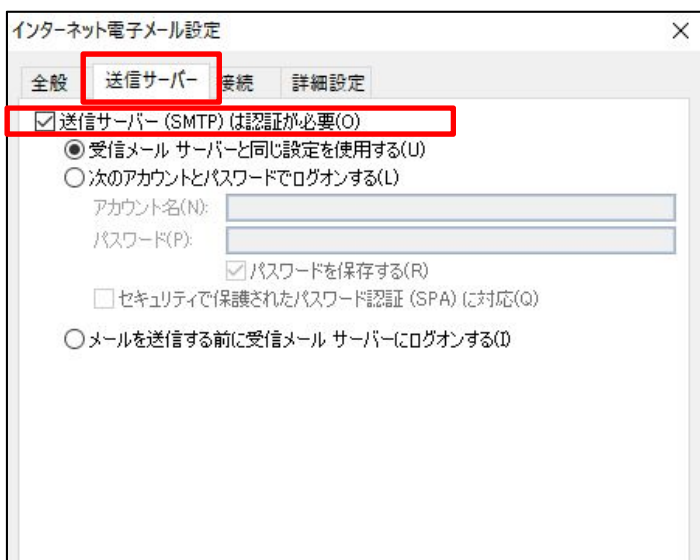 インターネット電子メール設定
全般 送信サーバー 接続 詳細設定
送信サーバー (SMTP) は認証が必要(O)
受信メール サーバーと同じ設定を使用する(U)
次のアカウントとパスワードでログオンする(L)
アカウント名(N):
パスワード(P):
パスワードを保存する(R)
セキュリティで保護されたパスワード認証 (SPA) に対応(Q)
メールを送信する前に受信メール サーバーにログオンする(I)